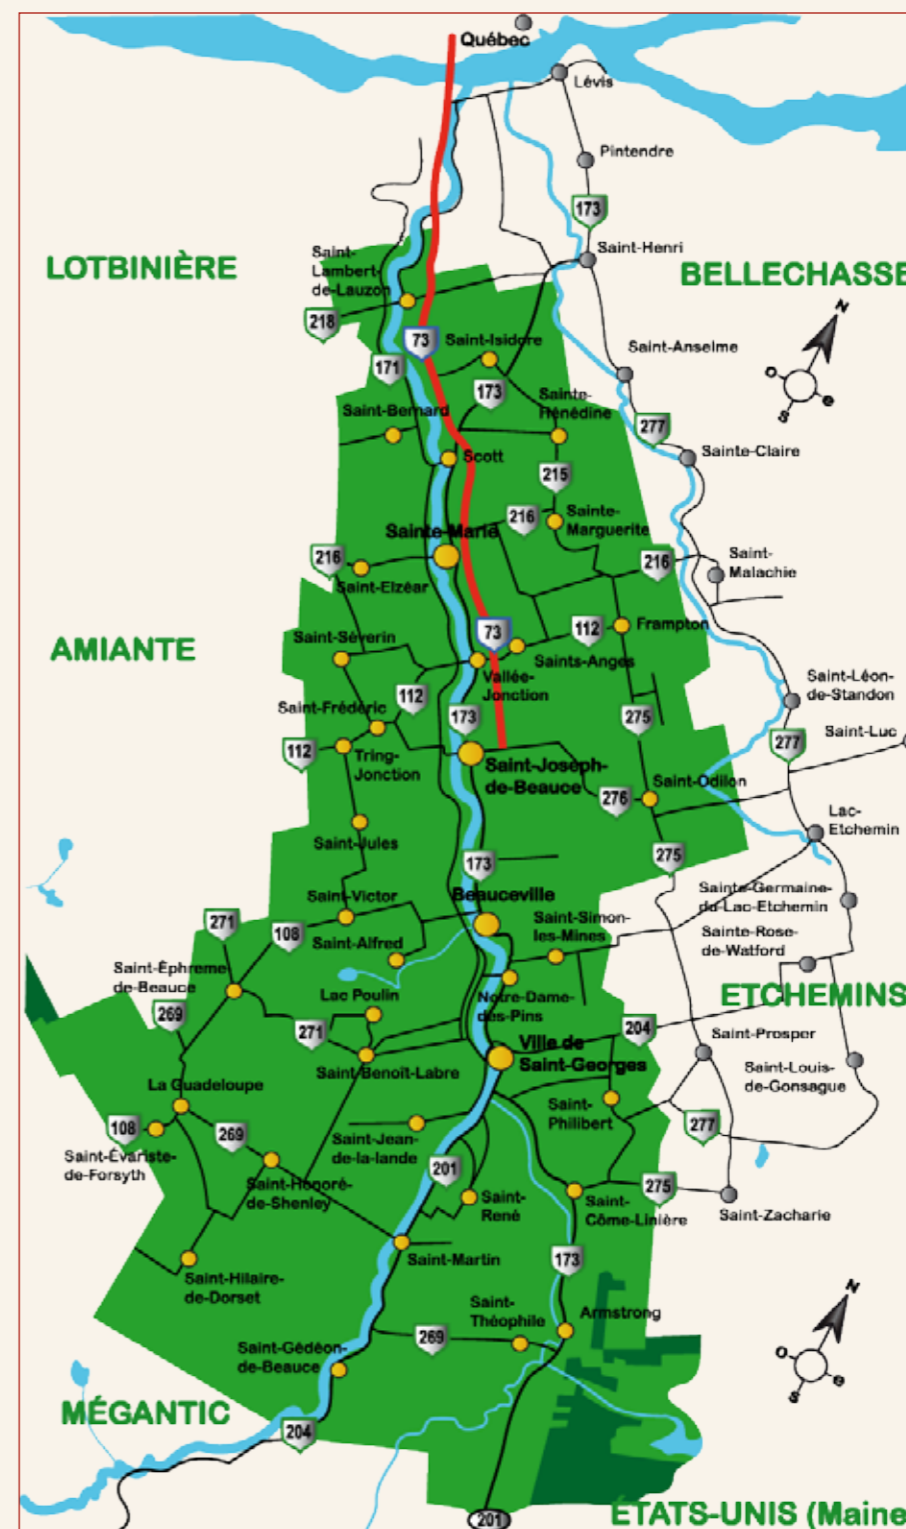 Québec
Lévis
Pintendre
173
Saint-Henri
Saint-
Lambert-
de-Lauzon
LOTBINIÈRE
BELLECHASSE
N
O
e
S
218
73
Saint-Isidore
Saint-Anselme
171
173
Sainte-
Hénédine
Saint-Bernard
277
Sainte-Claire
Scott
215
216
Sainte-
Marguerite
Sainte-Marie
216
Saint-Elzéar
216
Saint-
Malachie
AMIANTE
Saint-Séverin
73
112
Frampton
Saints-Anges
Vallée-
Jonction
112
Saint-Léon-
de-Standon
Saint-Frédéric
173
275
Saint-Luc
277
112
Tring-
Jonction
Saint-Joseph-
de-Beauce
276
Saint-Odilon
Lac-
Etchemin
Saint-Jules
173
275
Saint-Victor
Beauceville
Sainte-Germaine-
du-Lac-Etchemin
271
108
Saint-Alfred
Saint-Simon-
les-Mines
Sainte-Rose-
de-Watford
Saint-Éphreme
de-Beauce
Lac Poulin
Notre-Dame-
des-Pins
ETCHEMINS
269
271
204
Ville de
Saint-Georges
Saint-Prosper
Saint-Benoît-Labre
Saint-Louis-
de-Gonsague
La Guadeloupe
108
269
Saint-
Philibert
277
Saint-Évariste-
de-Forsyth
Saint-Jean-
de-la-lande
201
Saint-Honoré-
de-Shenley
Saint-
René
Saint-
Côme-Linière
275
Saint-Zacharie
Saint-Martin
173
Saint-Hilaire-
de-Dorset
Saint-
Théophile
Armstrong
N
O
e
S
269
Saint-Gédéon-
de-Beauce
MÉGANTIC
204
201
ÉTATS-UNIS (Maine